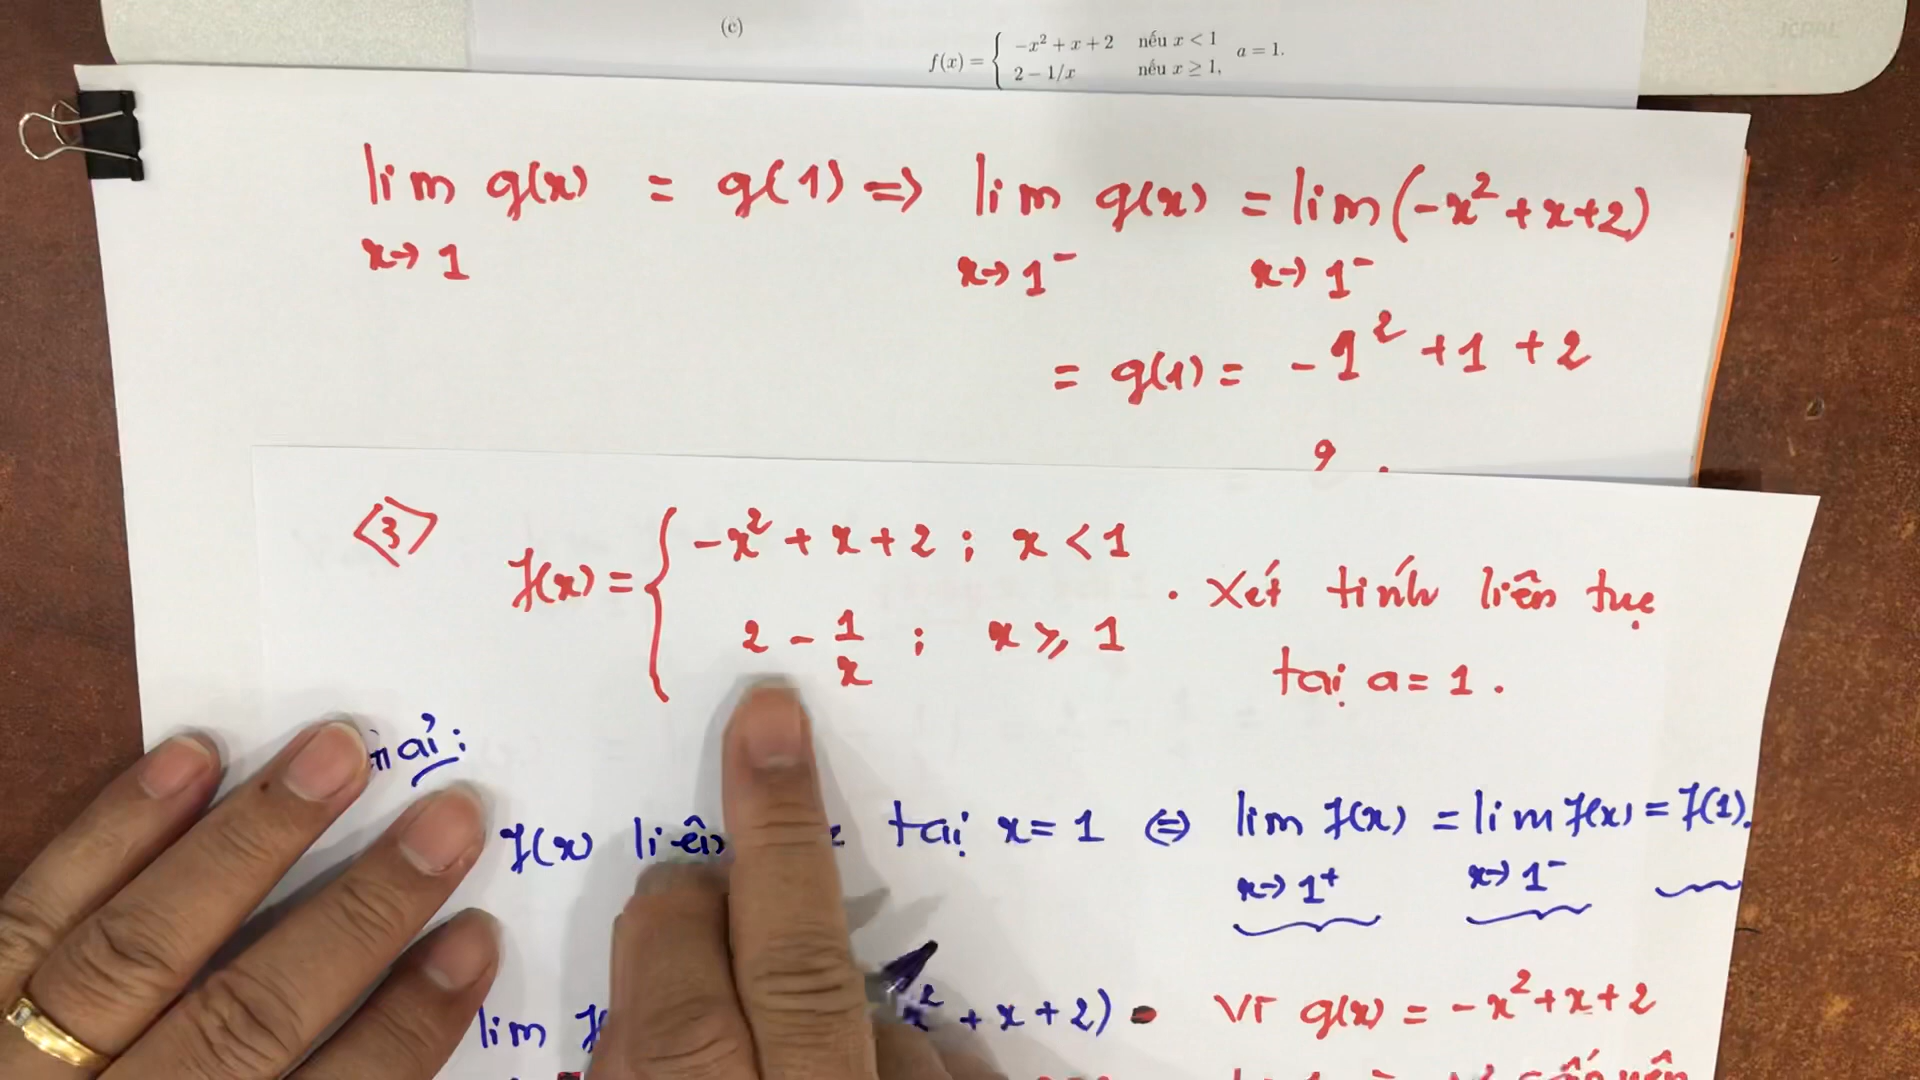 JCPAL
(c)
f(x) = { −x² + x + 2 nếu x < 1
2 − 1/x nếu x ≥ 1, a = 1.
lim g(x) = g(1) ⇒ lim g(x) = lim (−x² + x + 2)
x→1 x→1⁻ x→1⁻
= g(1) = −1² + 1 + 2
⟨3⟩
f(x) = { −x² + x + 2 ; x < 1
2 − 1/x ; x ≥ 1 . Xét tính liên tục
tại a = 1.
f(x) liên tại x = 1 ⇔ lim f(x) = lim f(x) = f(1).
x→1⁺ x→1⁻
lim + x + 2) Vì g(x) = −x² + x + 2